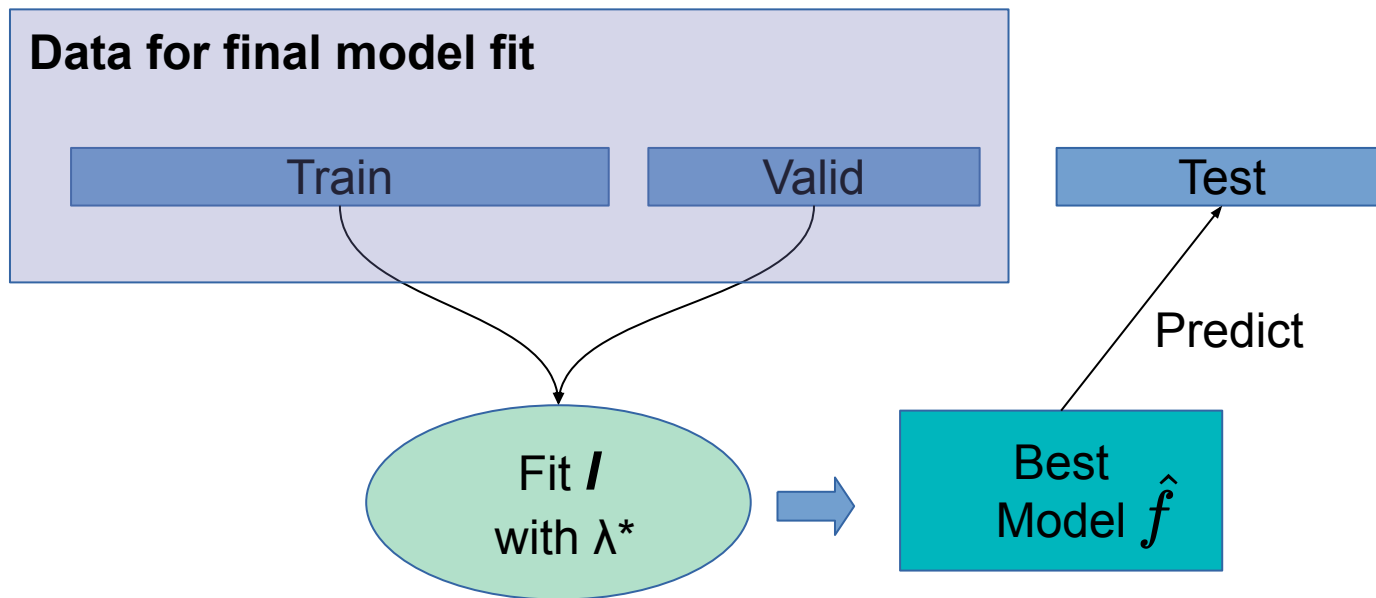 Data for final model fit
Train
Valid
Test
Predict
Fit I
with λ*
Best
Model f̂